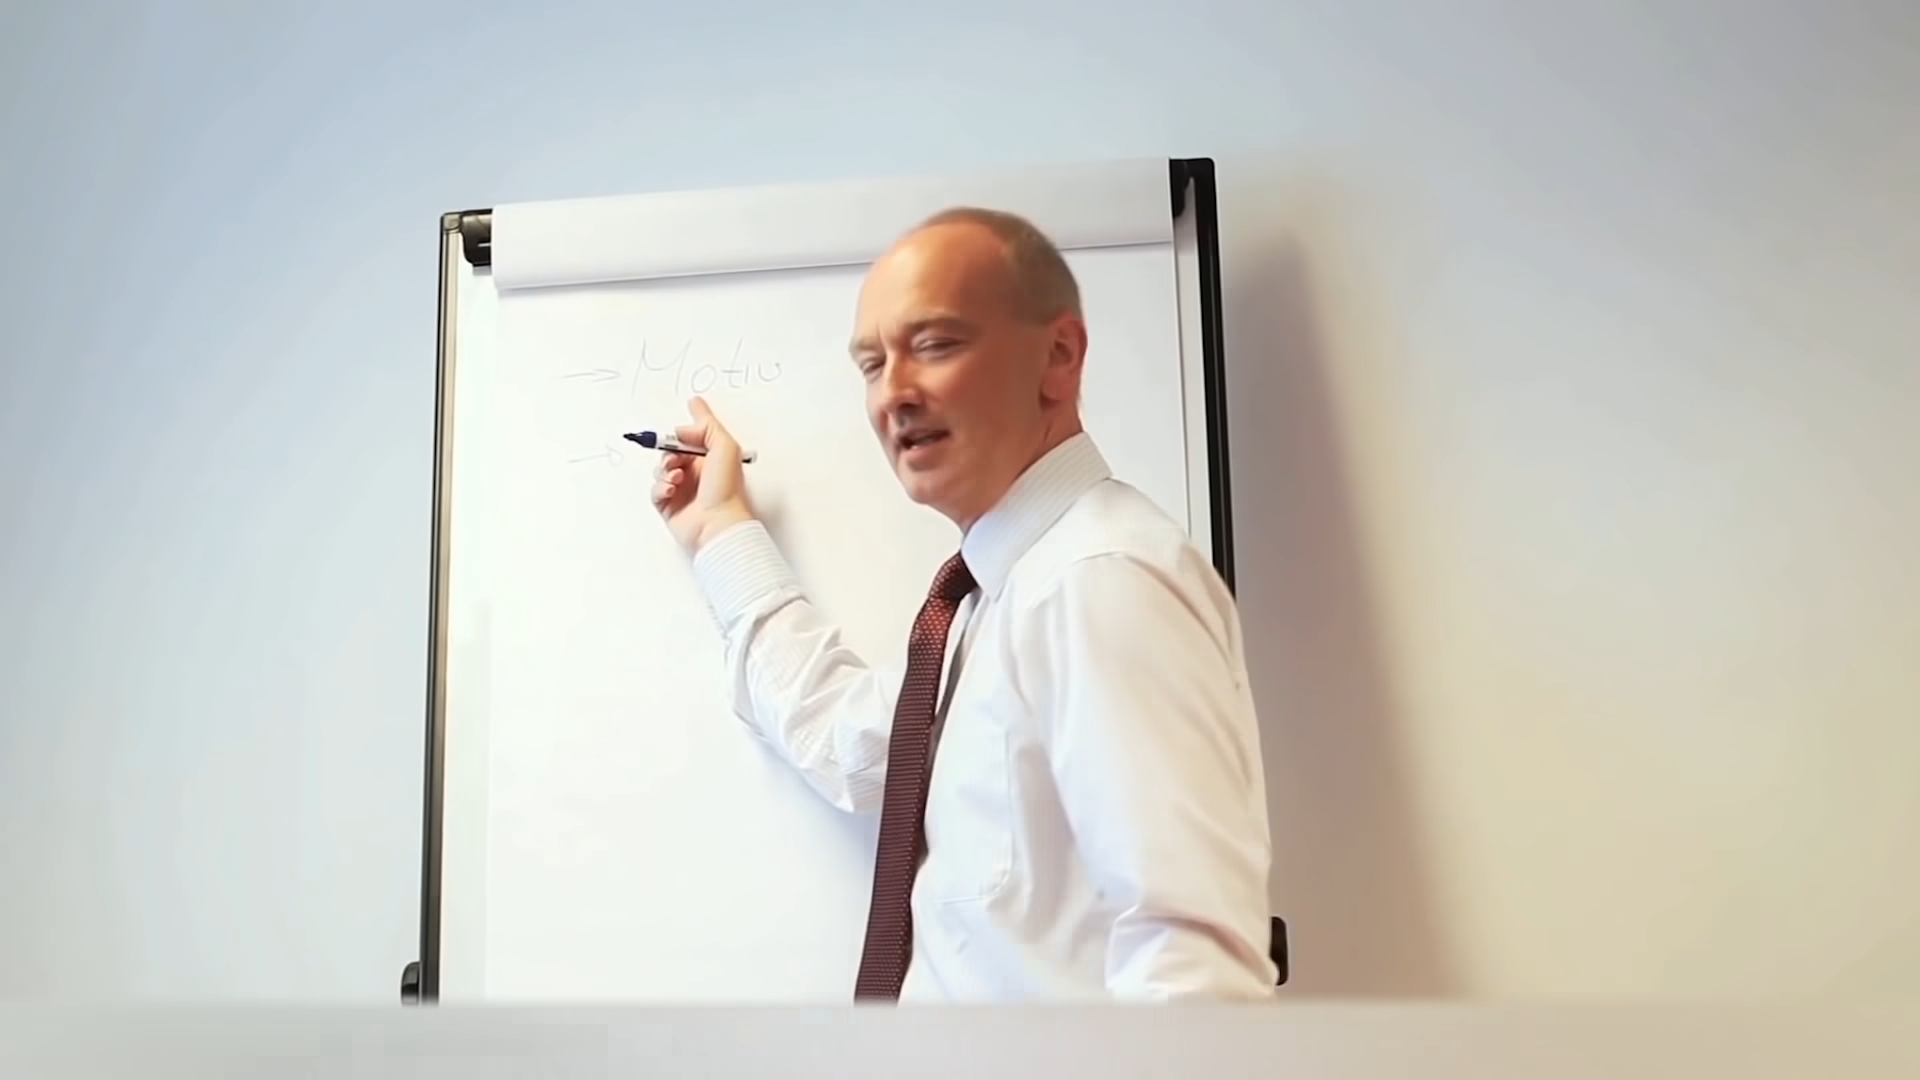 → Motiv
→